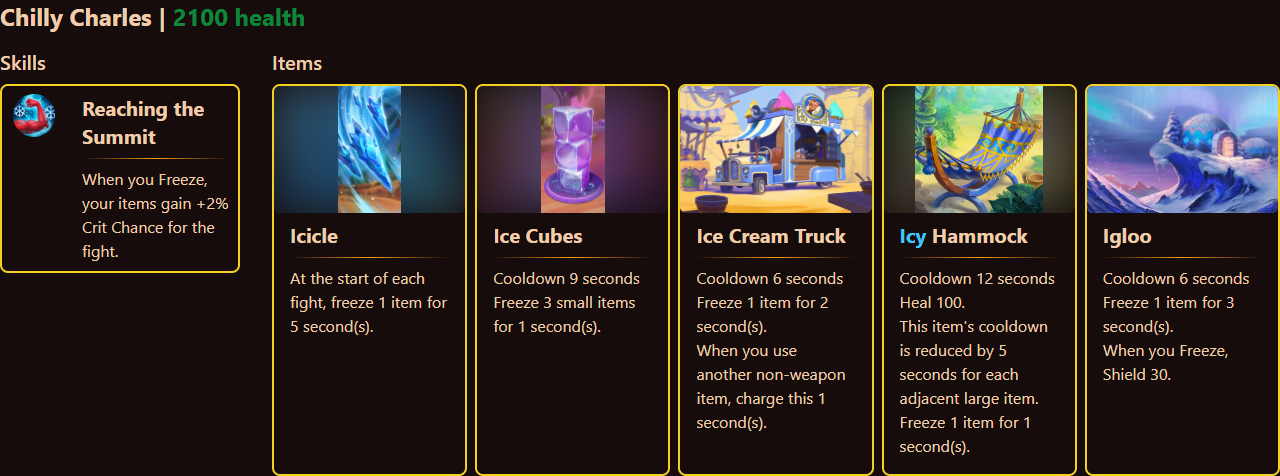 Chilly Charles | 2100 health
Skills
Items
Reaching the
Summit
When you Freeze,
your items gain +2%
Crit Chance for the
fight.
Icicle
At the start of each
fight, freeze 1 item for
5 second(s).
Ice Cubes
Cooldown 9 seconds
Freeze 3 small items
for 1 second(s).
Ice Cream Truck
Cooldown 6 seconds
Freeze 1 item for 2
second(s).
When you use
another non-weapon
item, charge this 1
second(s).
Icy Hammock
Cooldown 12 seconds
Heal 100.
This item's cooldown
is reduced by 5
seconds for each
adjacent large item.
Freeze 1 item for 1
second(s).
Igloo
Cooldown 6 seconds
Freeze 1 item for 3
second(s).
When you Freeze,
Shield 30.